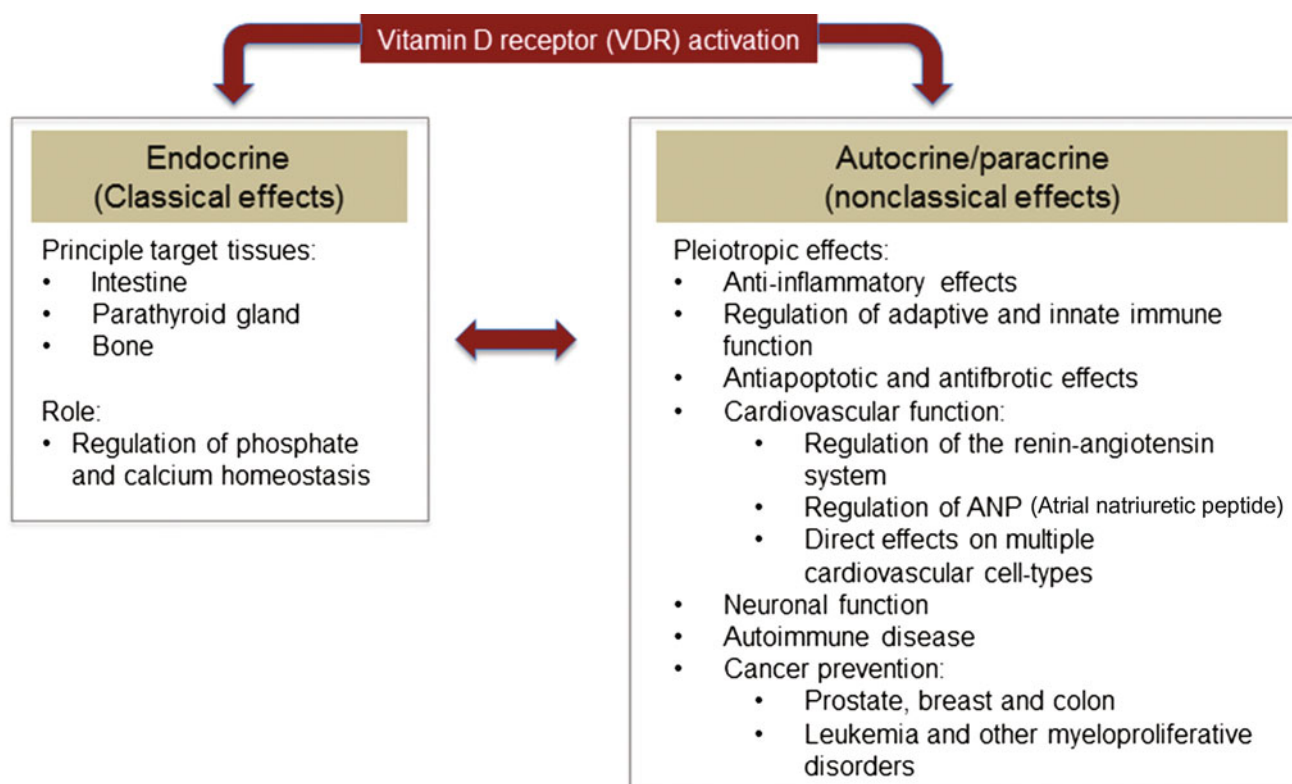 Vitamin D receptor (VDR) activation
Endocrine
(Classical effects)
Principle target tissues:
• Intestine
• Parathyroid gland
• Bone
Role:
• Regulation of phosphate
and calcium homeostasis
Autocrine/paracrine
(nonclassical effects)
Pleiotropic effects:
• Anti-inflammatory effects
• Regulation of adaptive and innate immune
function
• Antiapoptotic and antifbrotic effects
• Cardiovascular function:
• Regulation of the renin-angiotensin
system
• Regulation of ANP (Atrial natriuretic peptide)
• Direct effects on multiple
cardiovascular cell-types
• Neuronal function
• Autoimmune disease
• Cancer prevention:
• Prostate, breast and colon
• Leukemia and other myeloproliferative
disorders